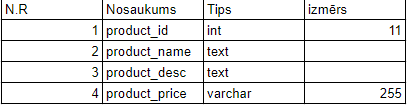 N.R Nosaukums Tips izmērs
1 product_id int 11
2 product_name text
3 product_desc text
4 product_price varchar 255